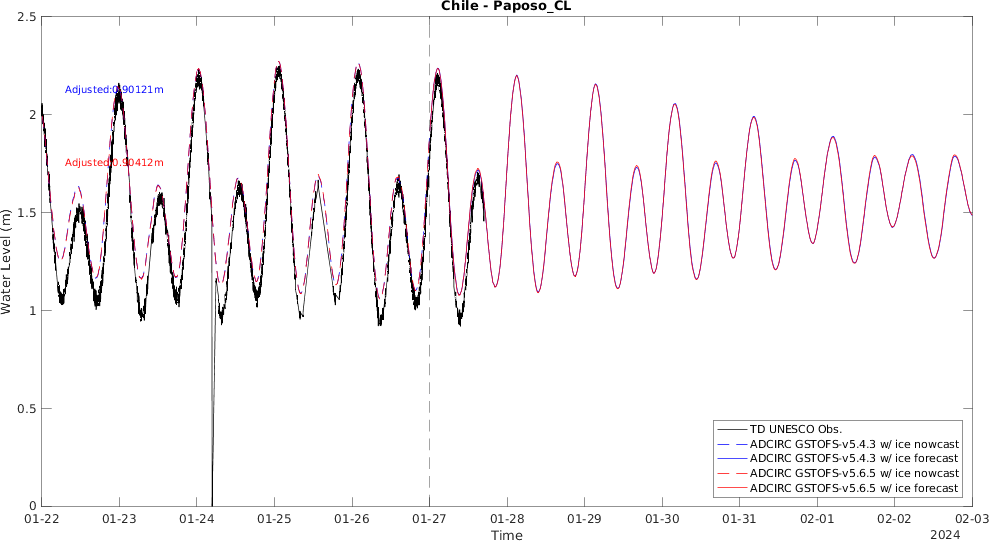 Chile - Paposo_CL
2.5
Adjusted:0.90121m
2
Adjusted:0.90412m
1.5
Water Level (m)
1
0.5
TD UNESCO Obs.
ADCIRC GSTOFS-v5.4.3 w/ ice nowcast
ADCIRC GSTOFS-v5.4.3 w/ ice forecast
ADCIRC GSTOFS-v5.6.5 w/ ice nowcast
ADCIRC GSTOFS-v5.6.5 w/ ice forecast
0
01-22 01-23 01-24 01-25 01-26 01-27 01-28 01-29 01-30 01-31 02-01 02-02 02-03
Time
2024